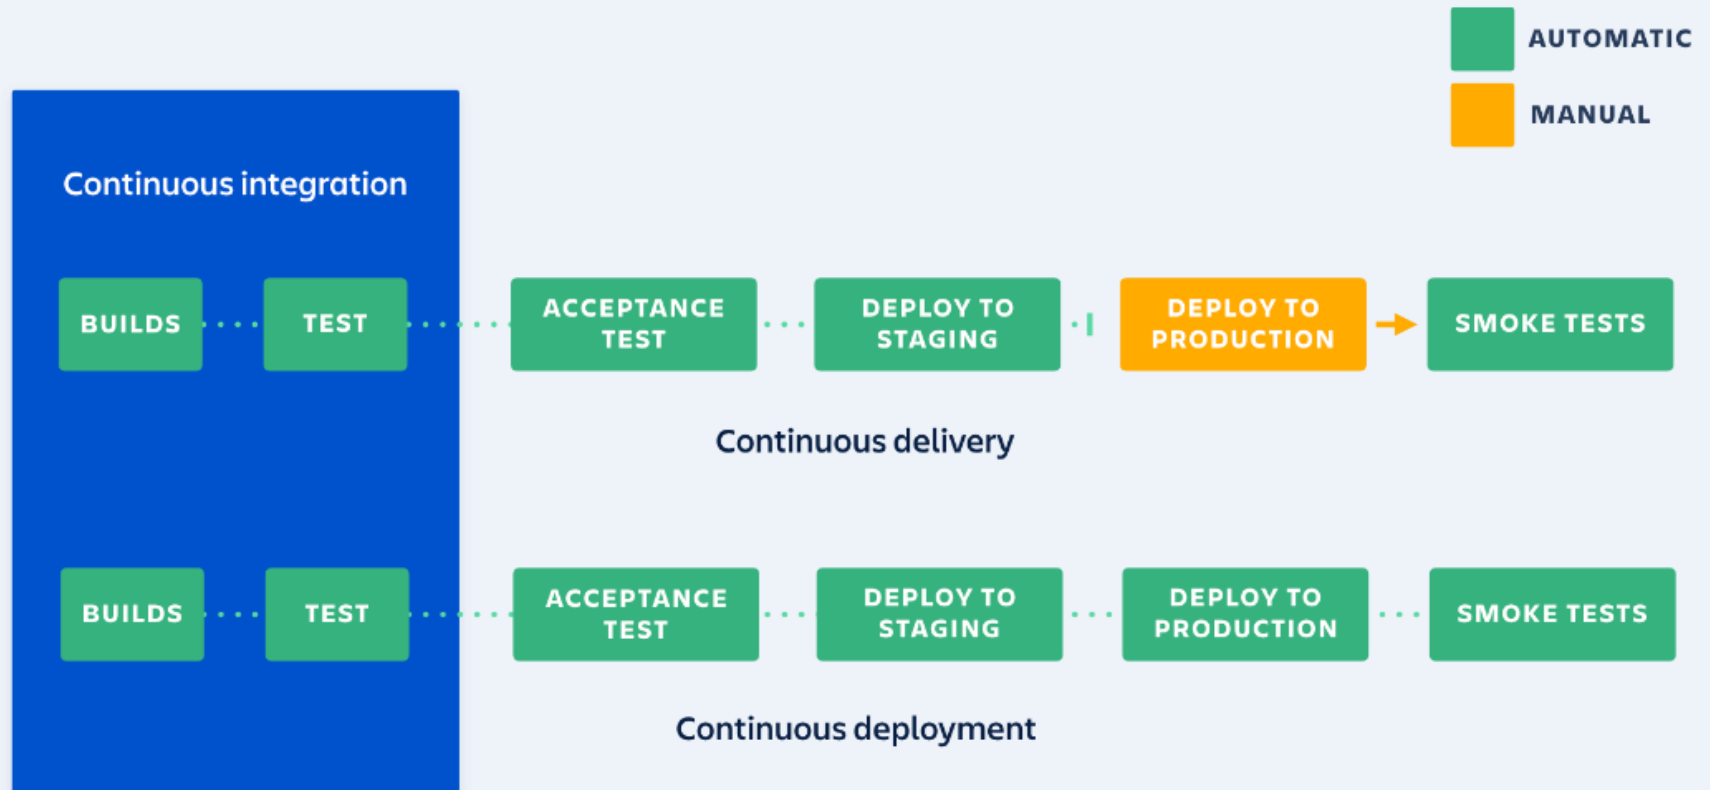 AUTOMATIC
MANUAL
Continuous integration
BUILDS
TEST
ACCEPTANCE
TEST
DEPLOY TO
STAGING
DEPLOY TO
PRODUCTION
SMOKE TESTS
Continuous delivery
BUILDS
TEST
ACCEPTANCE
TEST
DEPLOY TO
STAGING
DEPLOY TO
PRODUCTION
SMOKE TESTS
Continuous deployment